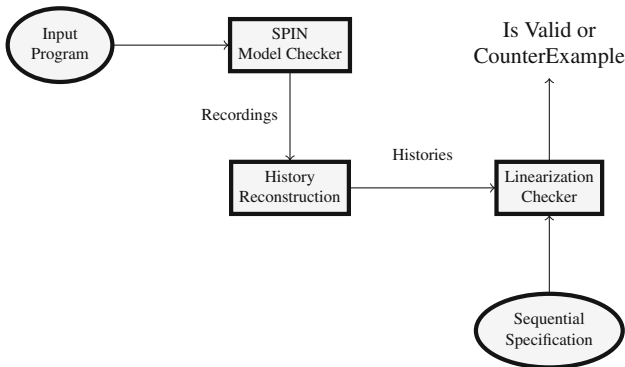 Input
Program
SPIN
Model Checker
Is Valid or
CounterExample
Recordings
History
Reconstruction
Histories
Linearization
Checker
Sequential
Specification